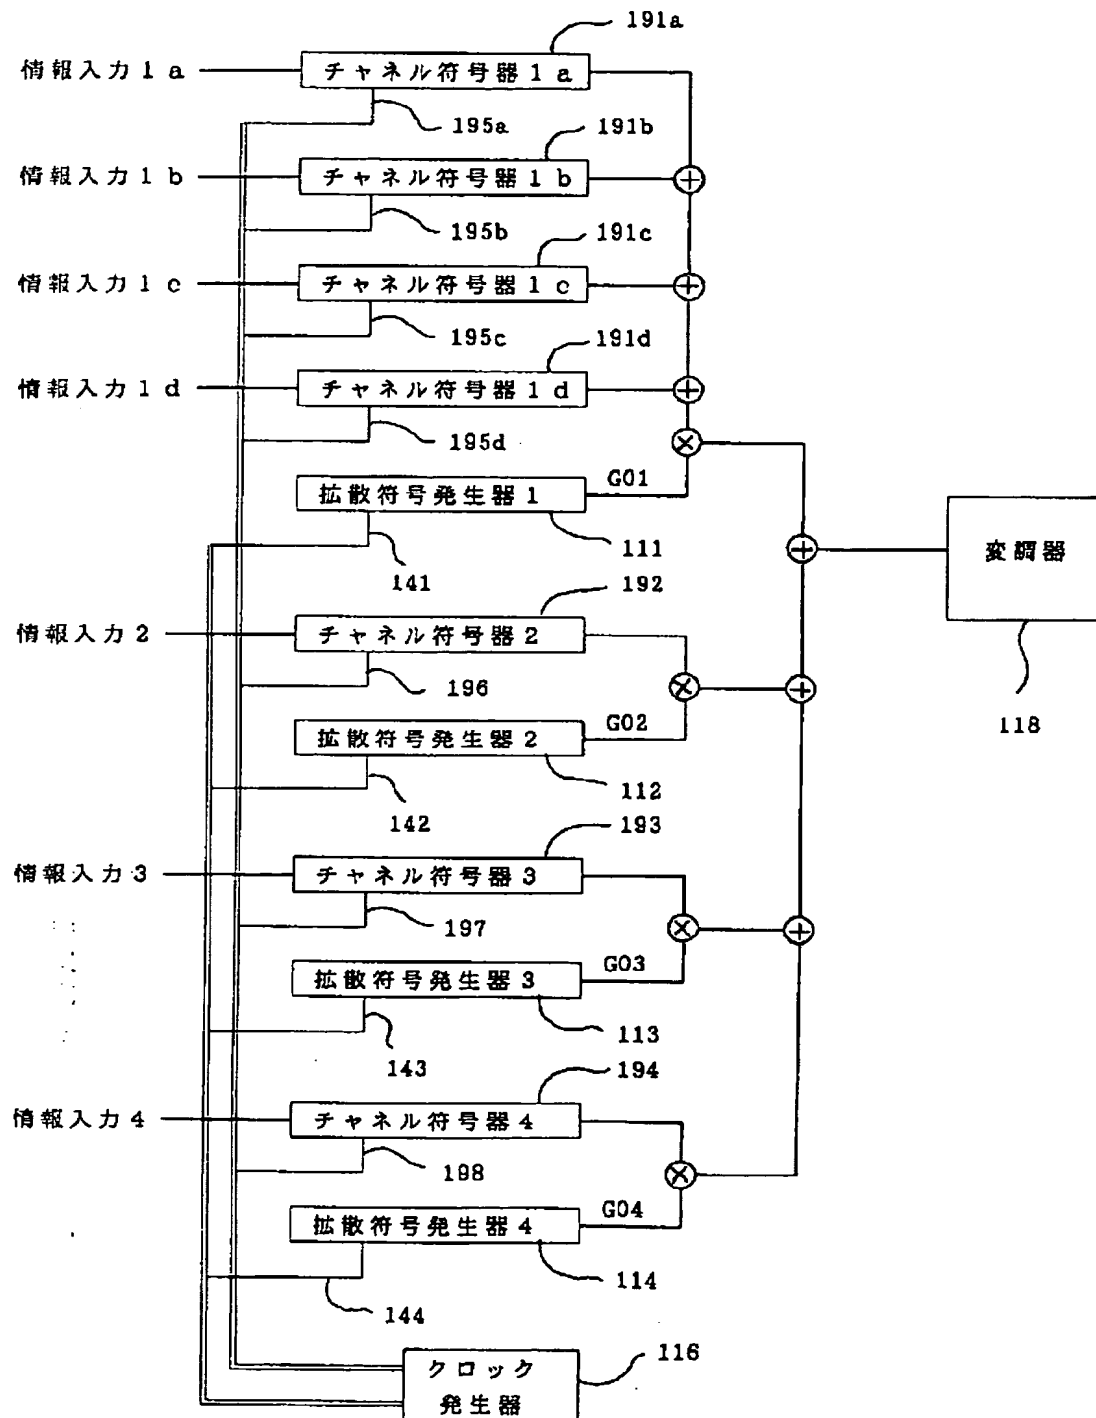 191a
情報入力1a
チャネル符号器1a
195a
191b
情報入力1b
チャネル符号器1b
195b
191c
情報入力1c
チャネル符号器1c
195c
191d
情報入力1d
チャネル符号器1d
195d
拡散符号発生器1
G01
111
141
変調器
118
192
情報入力2
チャネル符号器2
196
拡散符号発生器2
G02
112
142
193
情報入力3
チャネル符号器3
197
拡散符号発生器3
G03
113
143
194
情報入力4
チャネル符号器4
198
拡散符号発生器4
G04
114
144
クロック
発生器
116